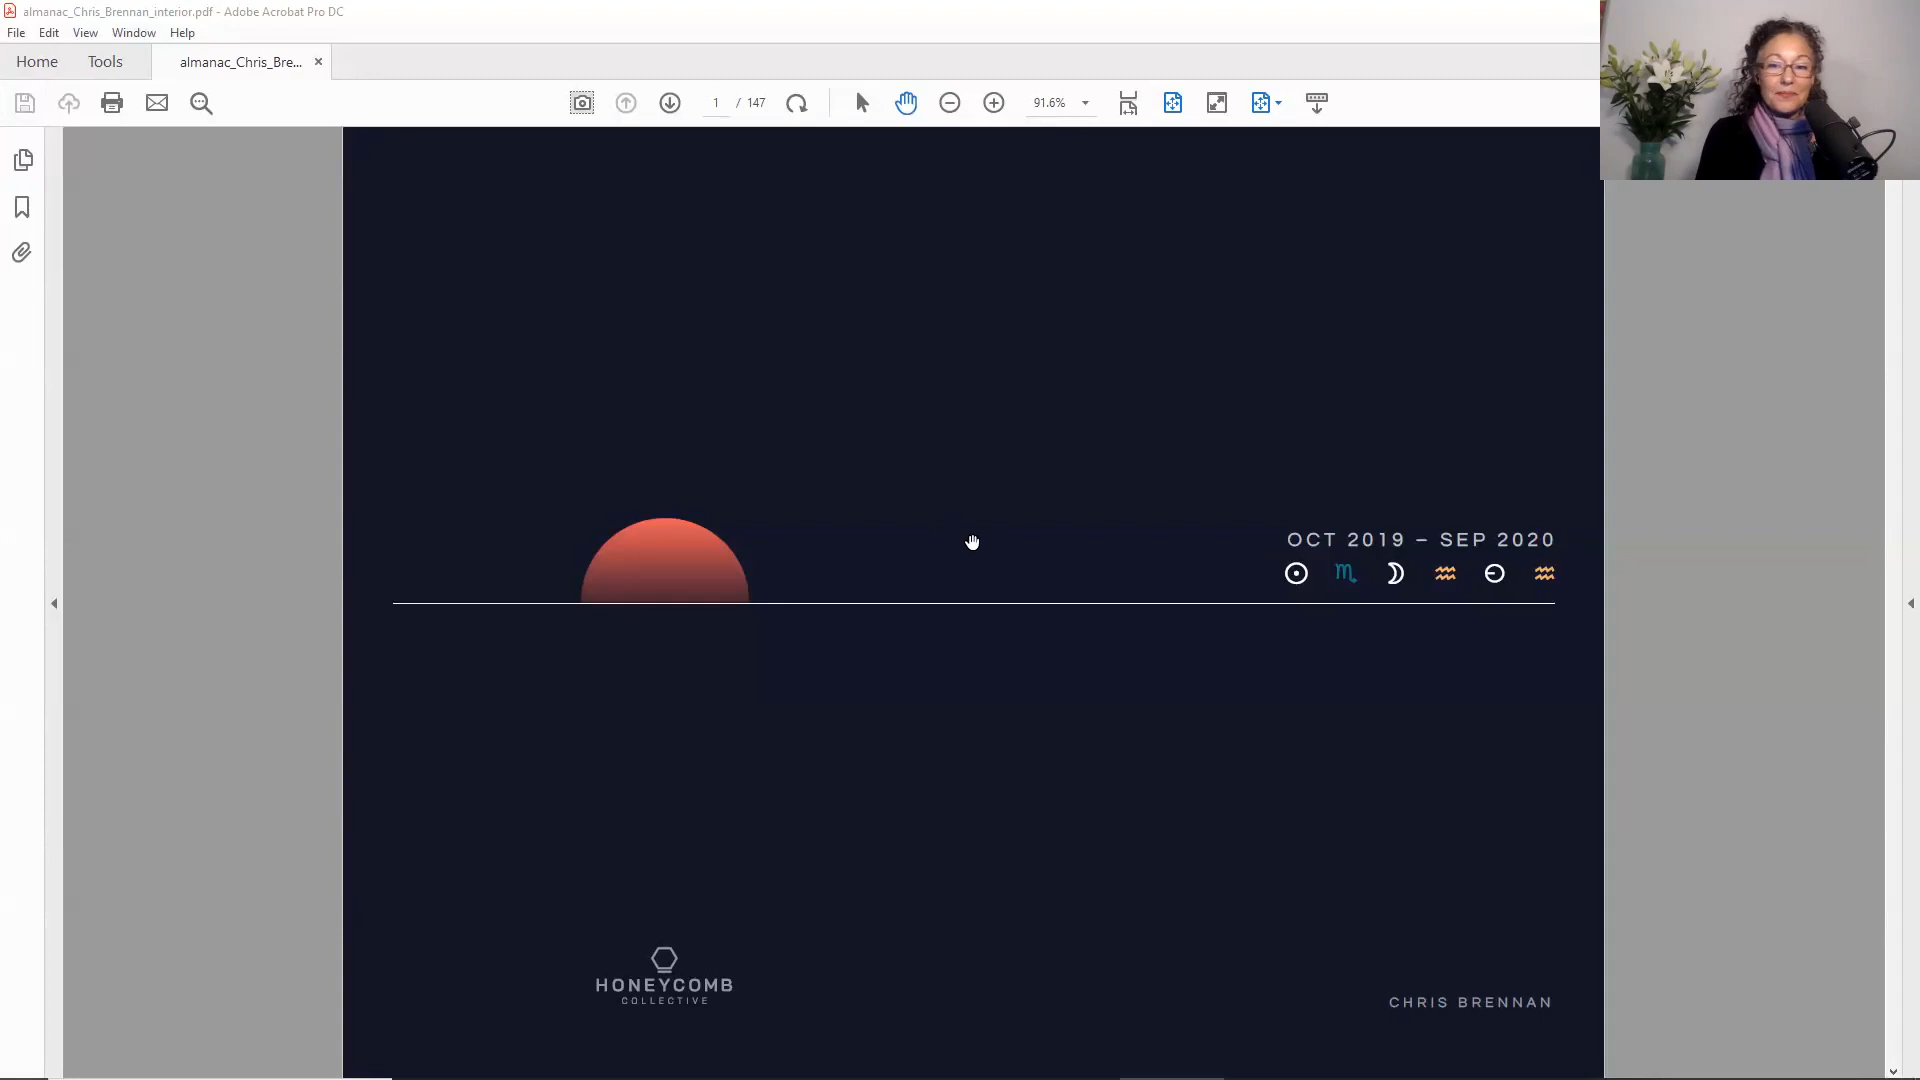 almanac_Chris_Brennan_interior.pdf - Adobe Acrobat Pro DC
File Edit View Window Help
Home Tools almanac_Chris_Bre... ×
1 / 147 91.6%
OCT 2019 – SEP 2020
HONEYCOMB
COLLECTIVE
CHRIS BRENNAN